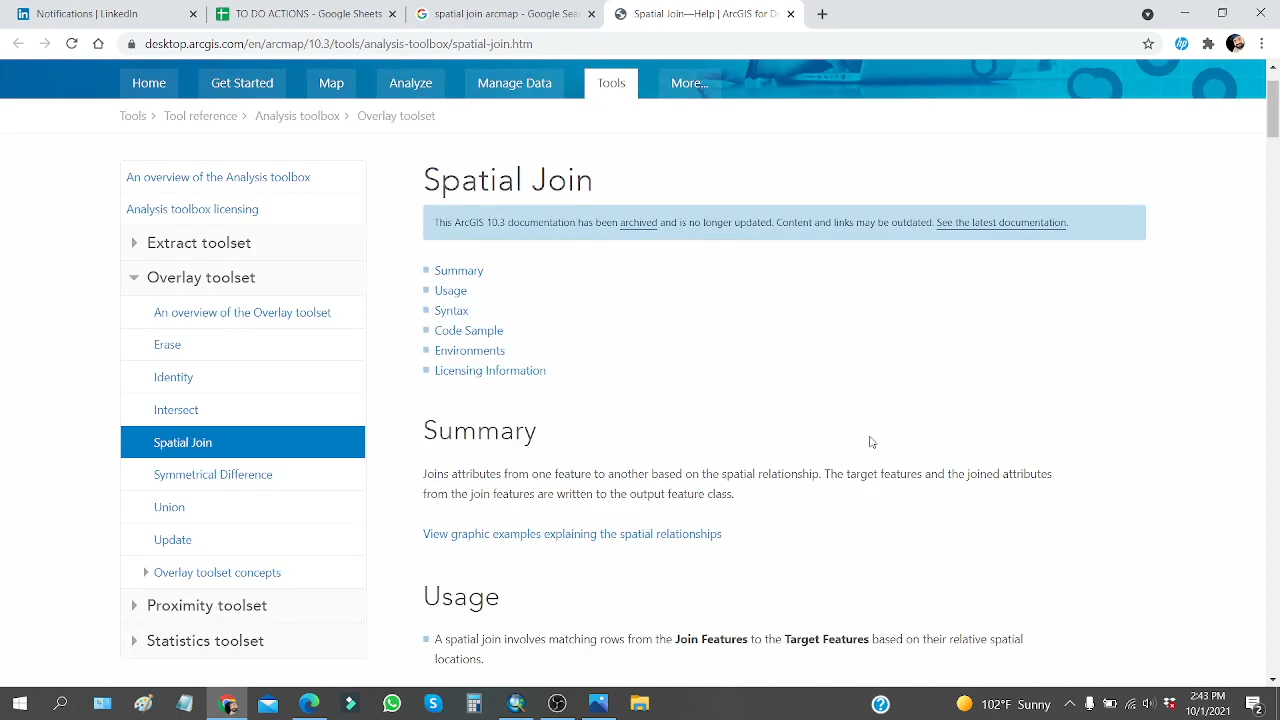 Notifications | LinkedIn
TO DO ACTIONS - Google Sheets
spatial join arcmap - Google Sea
Spatial Join—Help | ArcGIS for De
desktop.arcgis.com/en/arcmap/10.3/tools/analysis-toolbox/spatial-join.htm
Home
Get Started
Map
Analyze
Manage Data
Tools
More...
Tools > Tool reference > Analysis toolbox > Overlay toolset
An overview of the Analysis toolbox
Analysis toolbox licensing
Extract toolset
Overlay toolset
An overview of the Overlay toolset
Erase
Identity
Intersect
Spatial Join
Symmetrical Difference
Union
Update
Overlay toolset concepts
Proximity toolset
Statistics toolset
Spatial Join
This ArcGIS 10.3 documentation has been archived and is no longer updated. Content and links may be outdated. See the latest documentation.
Summary
Usage
Syntax
Code Sample
Environments
Licensing Information
Summary
Joins attributes from one feature to another based on the spatial relationship. The target features and the joined attributes
from the join features are written to the output feature class.
View graphic examples explaining the spatial relationships
Usage
A spatial join involves matching rows from the Join Features to the Target Features based on their relative spatial
locations.
102°F Sunny
2:43 PM
10/1/2021